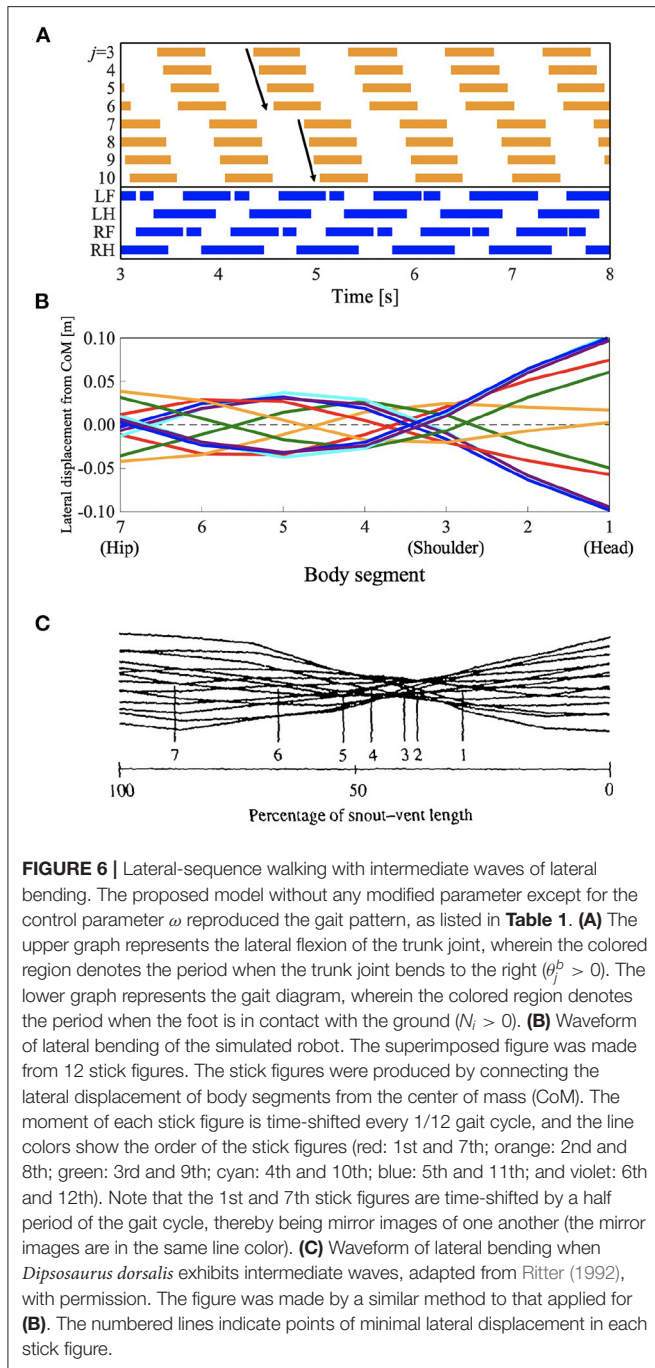 A
j=3
4
5
6
7
8
9
10
LF
LH
RF
RH
3 4 5 6 7 8
Time [s]
B
Lateral displacement from CoM [m]
0.10
0.05
0.00
-0.05
-0.10
7 6 5 4 3 2 1
(Hip) (Shoulder) (Head)
Body segment
C
7 6 5 4 3 2 1
100 50 0
Percentage of snout–vent length
FIGURE 6 | Lateral-sequence walking with intermediate waves of lateral
bending. The proposed model without any modified parameter except for the
control parameter ω reproduced the gait pattern, as listed in Table 1. (A) The
upper graph represents the lateral flexion of the trunk joint, wherein the colored
region denotes the period when the trunk joint bends to the right (θ_j^b > 0). The
lower graph represents the gait diagram, wherein the colored region denotes
the period when the foot is in contact with the ground (N_i > 0). (B) Waveform
of lateral bending of the simulated robot. The superimposed figure was made
from 12 stick figures. The stick figures were produced by connecting the
lateral displacement of body segments from the center of mass (CoM). The
moment of each stick figure is time-shifted every 1/12 gait cycle, and the line
colors show the order of the stick figures (red: 1st and 7th; orange: 2nd and
8th; green: 3rd and 9th; cyan: 4th and 10th; blue: 5th and 11th; and violet: 6th
and 12th). Note that the 1st and 7th stick figures are time-shifted by a half
period of the gait cycle, thereby being mirror images of one another (the mirror
images are in the same line color). (C) Waveform of lateral bending when
Dipsosaurus dorsalis exhibits intermediate waves, adapted from Ritter (1992),
with permission. The figure was made by a similar method to that applied for
(B). The numbered lines indicate points of minimal lateral displacement in each
stick figure.